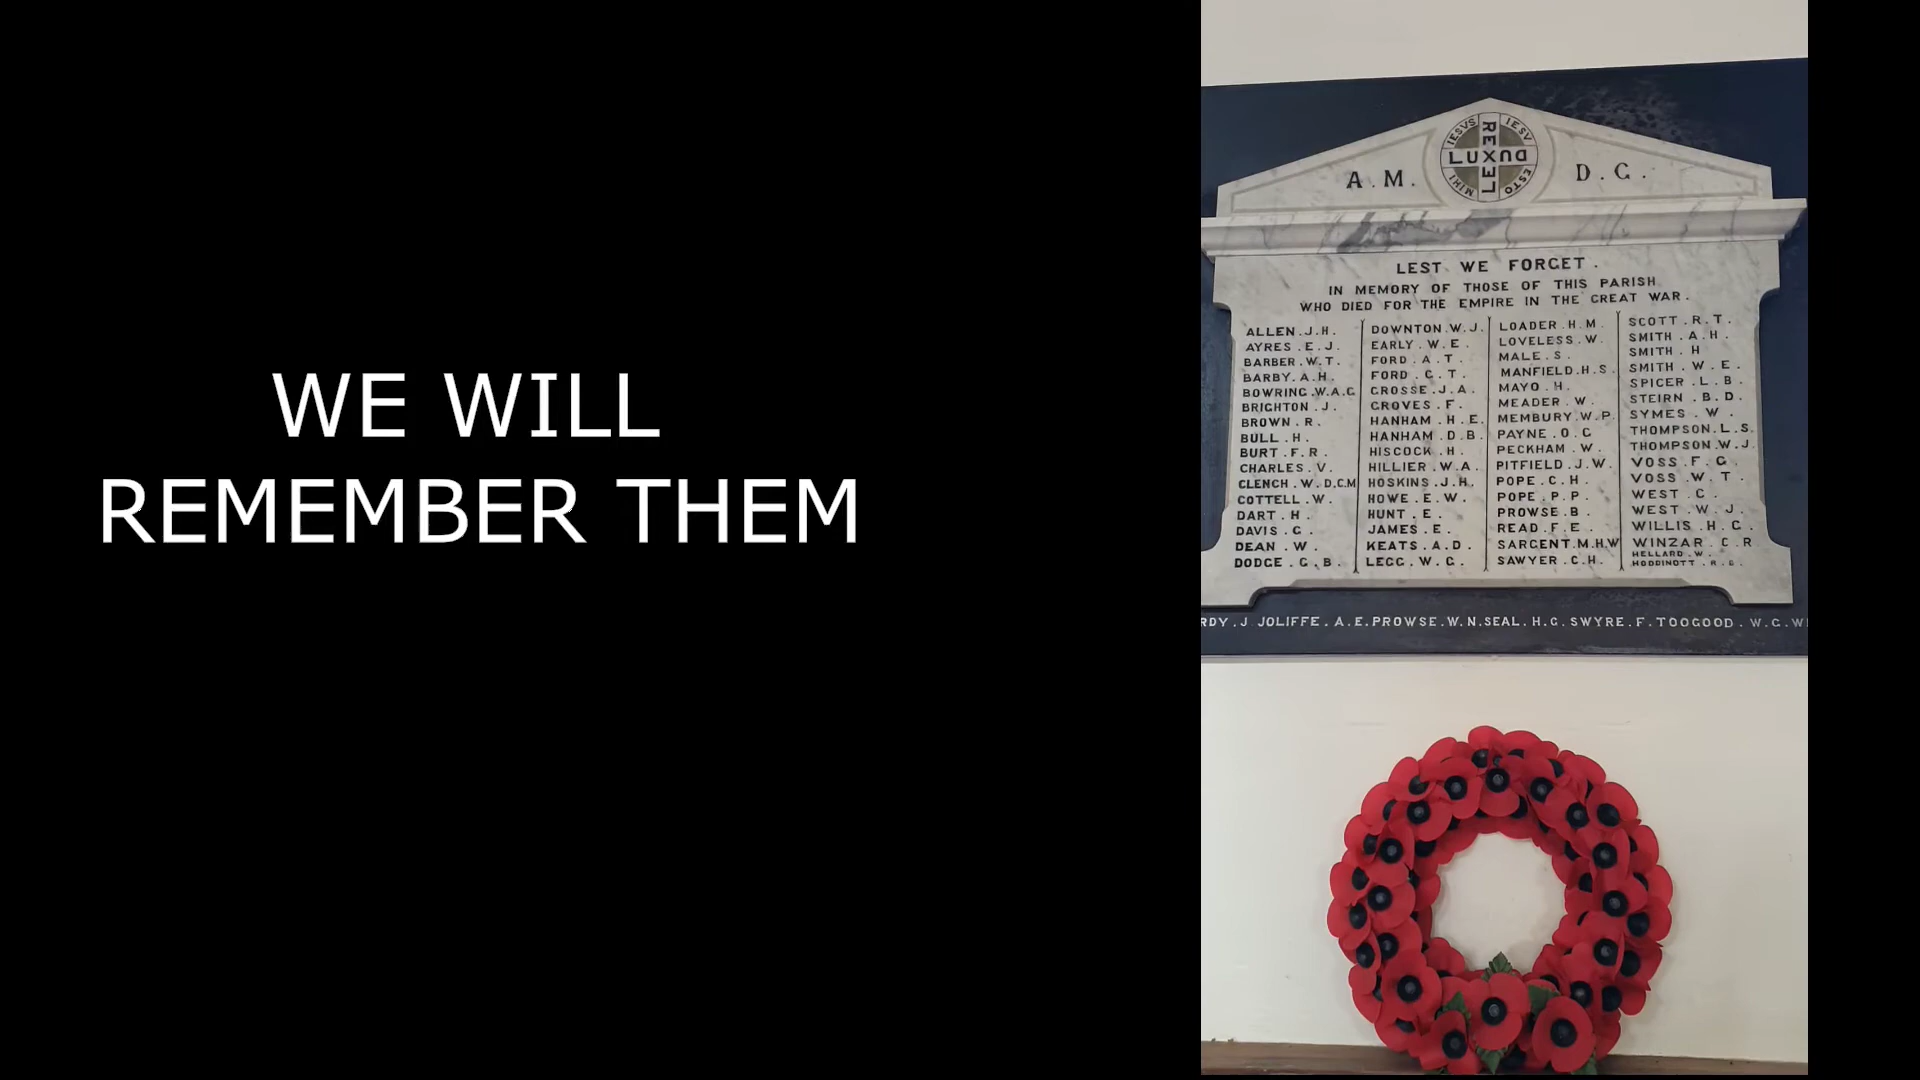 WE WILL
REMEMBER THEM
A.M. D.G.
IESVS IESV
REX
LUX DUX
LEX
MIHI ESTO
LEST WE FORGET.
IN MEMORY OF THOSE OF THIS PARISH
WHO DIED FOR THE EMPIRE IN THE GREAT WAR.
ALLEN.J.H.
AYRES.E.J.
BARBER.W.T.
BARBY.A.H.
BOWRING.W.A.G
BRIGHTON.J.
BROWN.R.
BULL.H.
BURT.F.R.
CHARLES.V.
CLENCH.W.D.C.M
COTTELL.W.
DART.H.
DAVIS.G.
DEAN.W.
DODGE.G.B.
DOWNTON.W.J.
EARLY.W.E.
FORD.A.T.
FORD.G.T.
GROSSE.J.A.
GROVES.F.
HANHAM.H.E.
HANHAM.D.B.
HISCOCK.H.
HILLIER.W.A.
HOSKINS.J.H.
HOWE.E.W.
HUNT.E.
JAMES.E.
KEATS.A.D.
LEGG.W.G.
LOADER.H.M.
LOVELESS.W.
MALE.S.
MANFIELD.H.S.
MAYO.H.
MEADER.W.
MEMBURY.W.P.
PAYNE.O.G
PECKHAM.W.
PITFIELD.J.W.
POPE.C.H.
POPE.P.P.
PROWSE.B.
READ.F.E.
SARGENT.M.H.W
SAWYER.C.H.
SCOTT.R.T.
SMITH.A.H.
SMITH.H
SMITH.W.E.
SPICER.L.B.
STEIRN.B.D.
SYMES.W.
THOMPSON.L.S.
THOMPSON.W.J.
VOSS.F.G.
VOSS.W.T.
WEST.C.
WEST.W.J.
WILLIS.H.G.
WINZAR.C.R
HELLARD.W.
HODDINOTT.
RDY.J JOLIFFE.A.E.PROWSE.W.N.SEAL.H.G.SWYRE.F.TOOGOOD.W.G.W